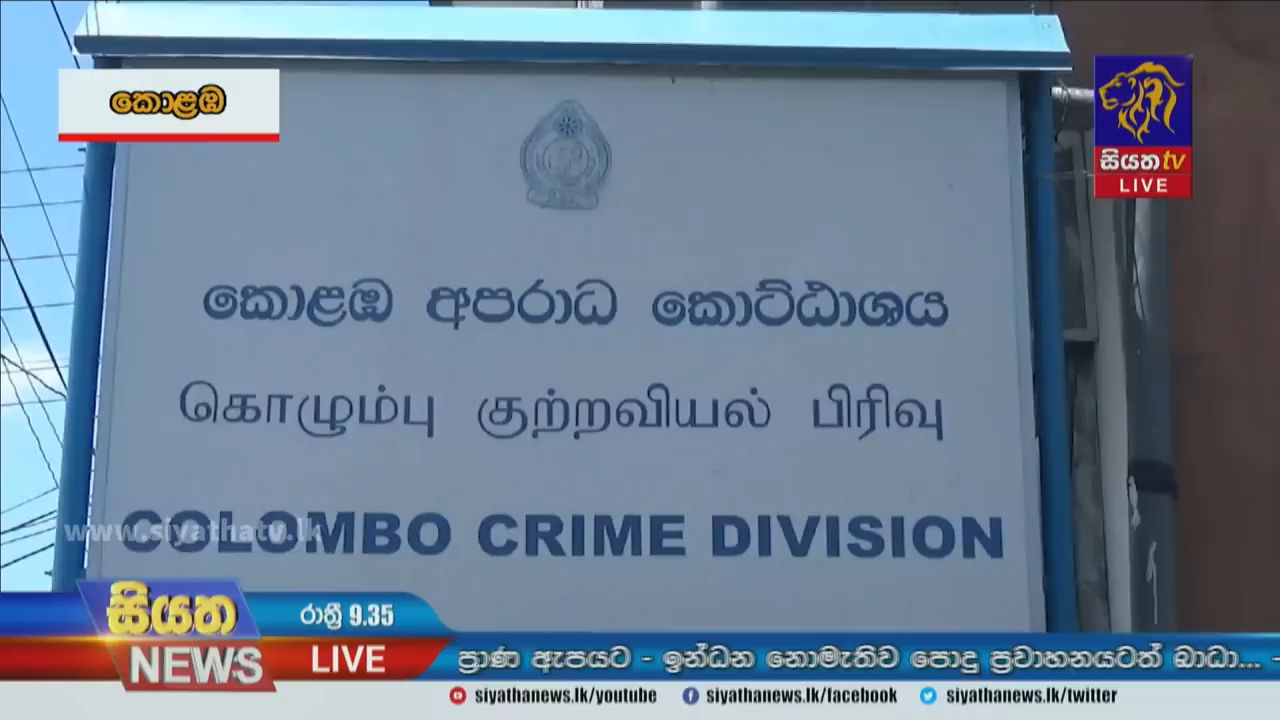 කොළඹ
සියත tv
LIVE
කොළඹ අපරාධ කොට්ඨාශය
கொழும்பு குற்றவியல் பிரிவு
COLOMBO CRIME DIVISION
www.siyathatv.lk
සියත
NEWS
රාත්‍රී 9.35
LIVE
ප්‍රාණ ඇපයට - ඉන්ධන නොමැතිව පොදු ප්‍රවාහනයටත් බාධා... -
siyathanews.lk/youtube siyathanews.lk/facebook siyathanews.lk/twitter